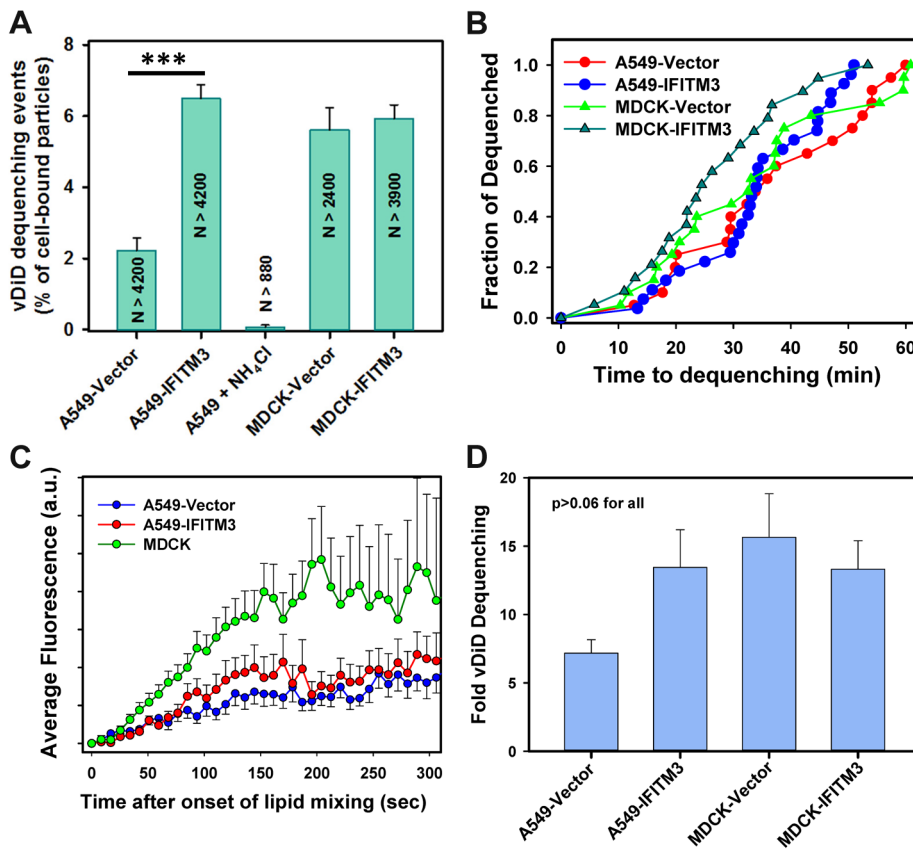 A
vDiD dequenching events
(% of cell-bound particles)
8
6
4
2
0
***
N > 4200
N > 4200
N > 880
N > 2400
N > 3900
A549-Vector
A549-IFITM3
A549 + NH4Cl
MDCK-Vector
MDCK-IFITM3
B
Fraction of Dequenched
1.0
0.8
0.6
0.4
0.2
0.0
A549-Vector
A549-IFITM3
MDCK-Vector
MDCK-IFITM3
0 10 20 30 40 50 60
Time to dequenching (min)
C
Average Fluorescence (a.u.)
A549-Vector
A549-IFITM3
MDCK
0 50 100 150 200 250 300
Time after onset of lipid mixing (sec)
D
Fold vDiD Dequenching
20
15
10
5
0
p>0.06 for all
A549-Vector
A549-IFITM3
MDCK-Vector
MDCK-IFITM3